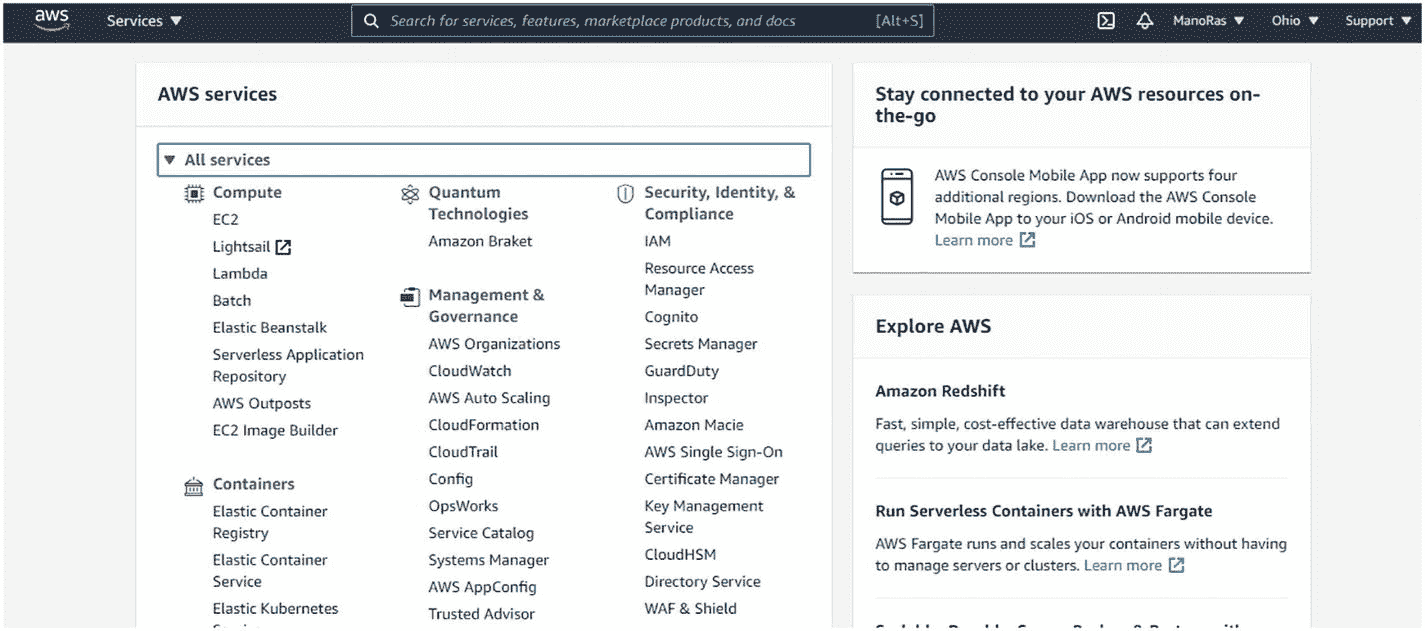 aws
Services ▼
Search for services, features, marketplace products, and docs
[Alt+S]
ManoRas ▼
Ohio ▼
Support ▼
AWS services
▼ All services
Compute
EC2
Lightsail
Lambda
Batch
Elastic Beanstalk
Serverless Application
Repository
AWS Outposts
EC2 Image Builder
Containers
Elastic Container
Registry
Elastic Container
Service
Elastic Kubernetes
Quantum
Technologies
Amazon Braket
Management &
Governance
AWS Organizations
CloudWatch
AWS Auto Scaling
CloudFormation
CloudTrail
Config
OpsWorks
Service Catalog
Systems Manager
AWS AppConfig
Trusted Advisor
Security, Identity, &
Compliance
IAM
Resource Access
Manager
Cognito
Secrets Manager
GuardDuty
Inspector
Amazon Macie
AWS Single Sign-On
Certificate Manager
Key Management
Service
CloudHSM
Directory Service
WAF & Shield
Stay connected to your AWS resources on-
the-go
AWS Console Mobile App now supports four
additional regions. Download the AWS Console
Mobile App to your iOS or Android mobile device.
Learn more
Explore AWS
Amazon Redshift
Fast, simple, cost-effective data warehouse that can extend
queries to your data lake. Learn more
Run Serverless Containers with AWS Fargate
AWS Fargate runs and scales your containers without having
to manage servers or clusters. Learn more